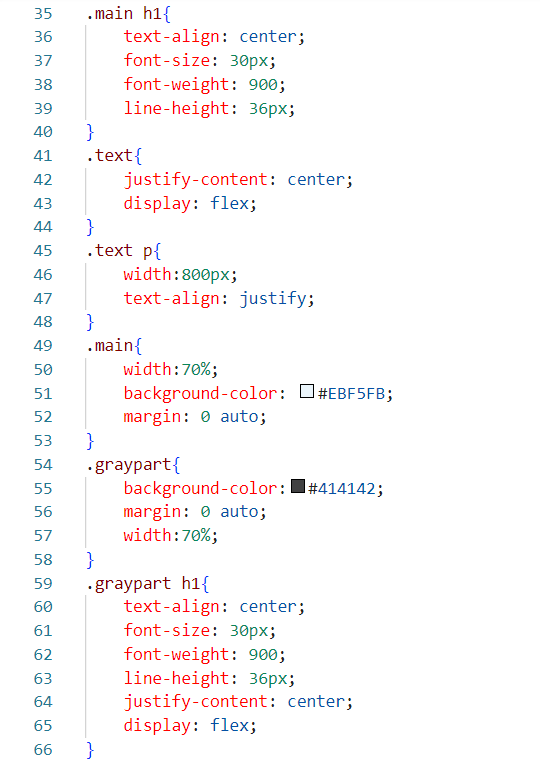 35 .main h1{
36 text-align: center;
37 font-size: 30px;
38 font-weight: 900;
39 line-height: 36px;
40 }
41 .text{
42 justify-content: center;
43 display: flex;
44 }
45 .text p{
46 width:800px;
47 text-align: justify;
48 }
49 .main{
50 width:70%;
51 background-color: #EBF5FB;
52 margin: 0 auto;
53 }
54 .graypart{
55 background-color: #414142;
56 margin: 0 auto;
57 width:70%;
58 }
59 .graypart h1{
60 text-align: center;
61 font-size: 30px;
62 font-weight: 900;
63 line-height: 36px;
64 justify-content: center;
65 display: flex;
66 }